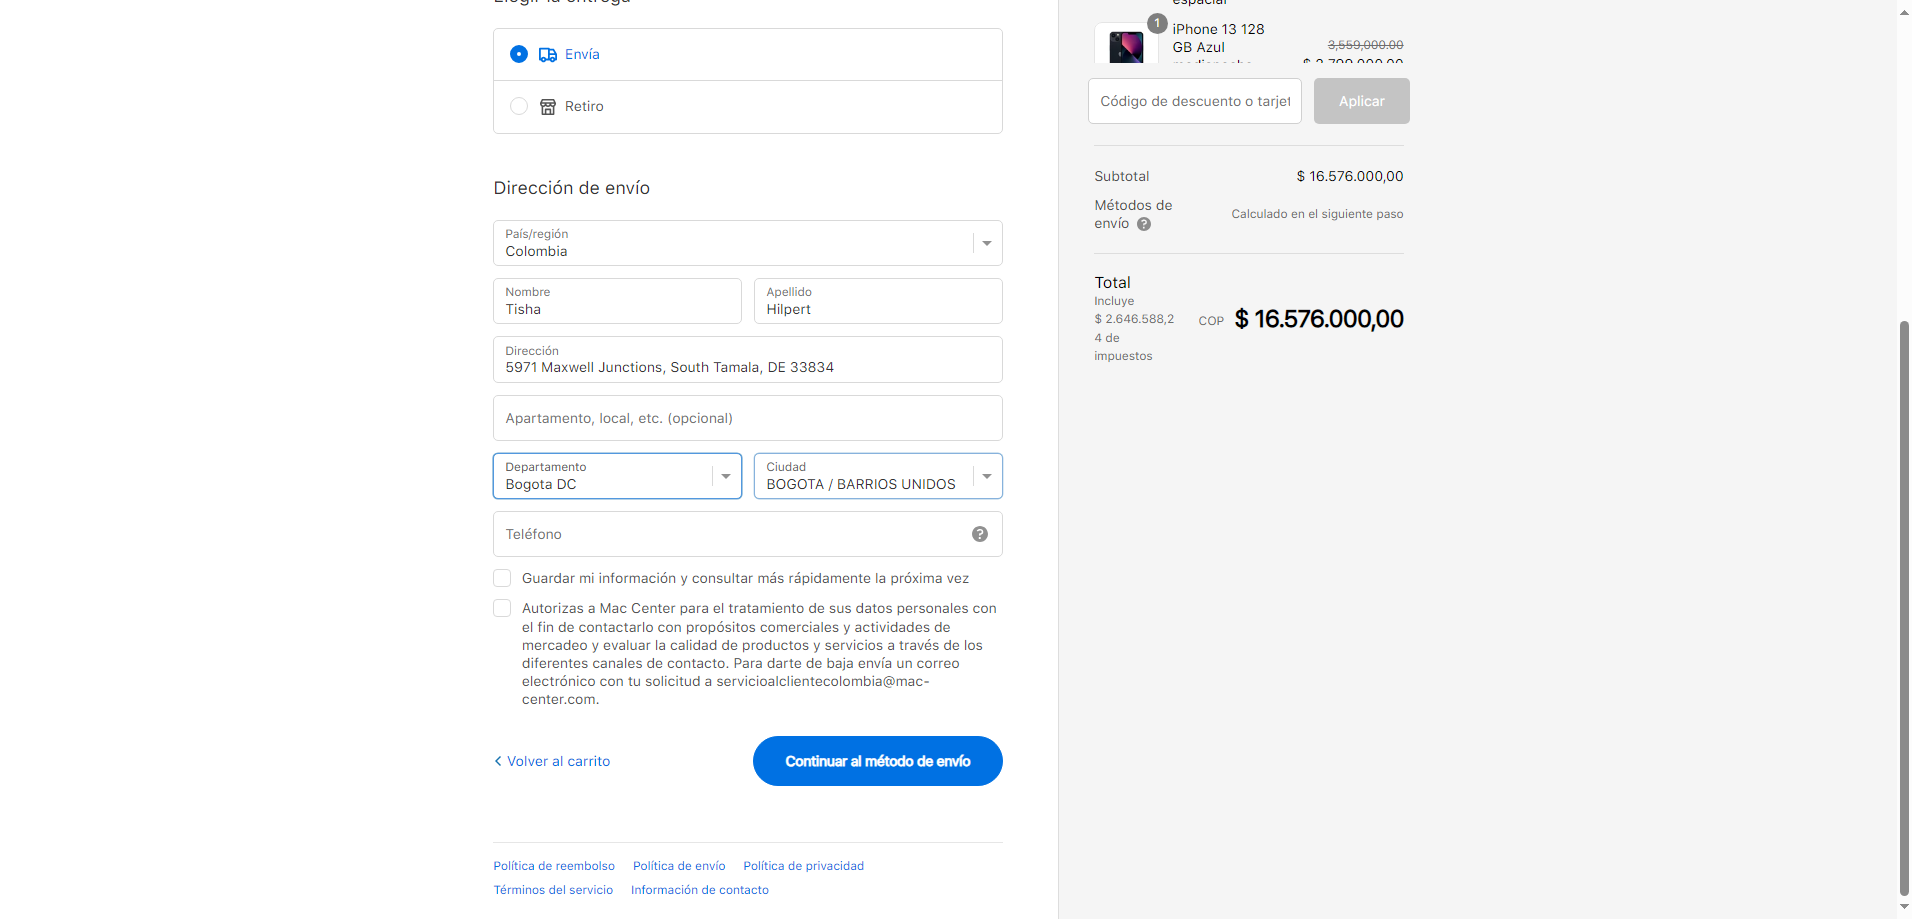 Envía
Retiro
Dirección de envío
País/región
Colombia
Nombre
Tisha
Apellido
Hilpert
Dirección
5971 Maxwell Junctions, South Tamala, DE 33834
Apartamento, local, etc. (opcional)
Departamento
Bogota DC
Ciudad
BOGOTA / BARRIOS UNIDOS
Teléfono
?
Guardar mi información y consultar más rápidamente la próxima vez
Autorizas a Mac Center para el tratamiento de sus datos personales con
el fin de contactarlo con propósitos comerciales y actividades de
mercadeo y evaluar la calidad de productos y servicios a través de los
diferentes canales de contacto. Para darte de baja envía un correo
electrónico con tu solicitud a servicioalclientecolombia@mac-
center.com.
Volver al carrito
Continuar al método de envío
Política de reembolso
Política de envío
Política de privacidad
Términos del servicio
Información de contacto
1
iPhone 13 128
GB Azul
3,559,000.00
Código de descuento o tarjet
Aplicar
Subtotal
$ 16.576.000,00
Métodos de
envío ?
Calculado en el siguiente paso
Total
Incluye
$ 2.646.588,2
4 de
impuestos
COP $ 16.576.000,00